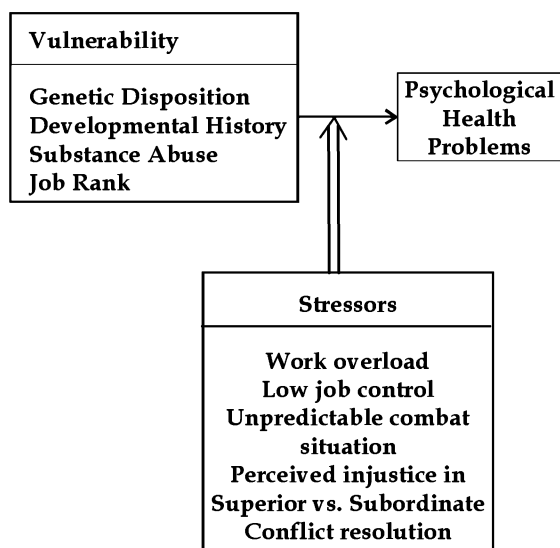 Vulnerability
Genetic Disposition
Developmental History
Substance Abuse
Job Rank
Psychological
Health
Problems
Stressors
Work overload
Low job control
Unpredictable combat
situation
Perceived injustice in
Superior vs. Subordinate
Conflict resolution